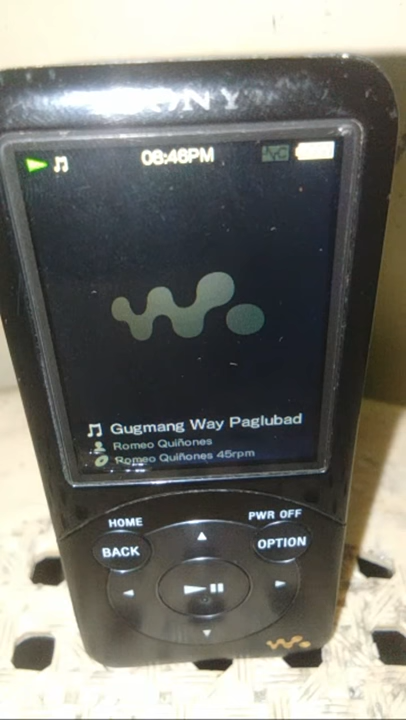 SONY
08:46PM
Gugmang Way Paglubad
Romeo Quiñones
Romeo Quiñones 45rpm
HOME
PWR OFF
BACK
OPTION